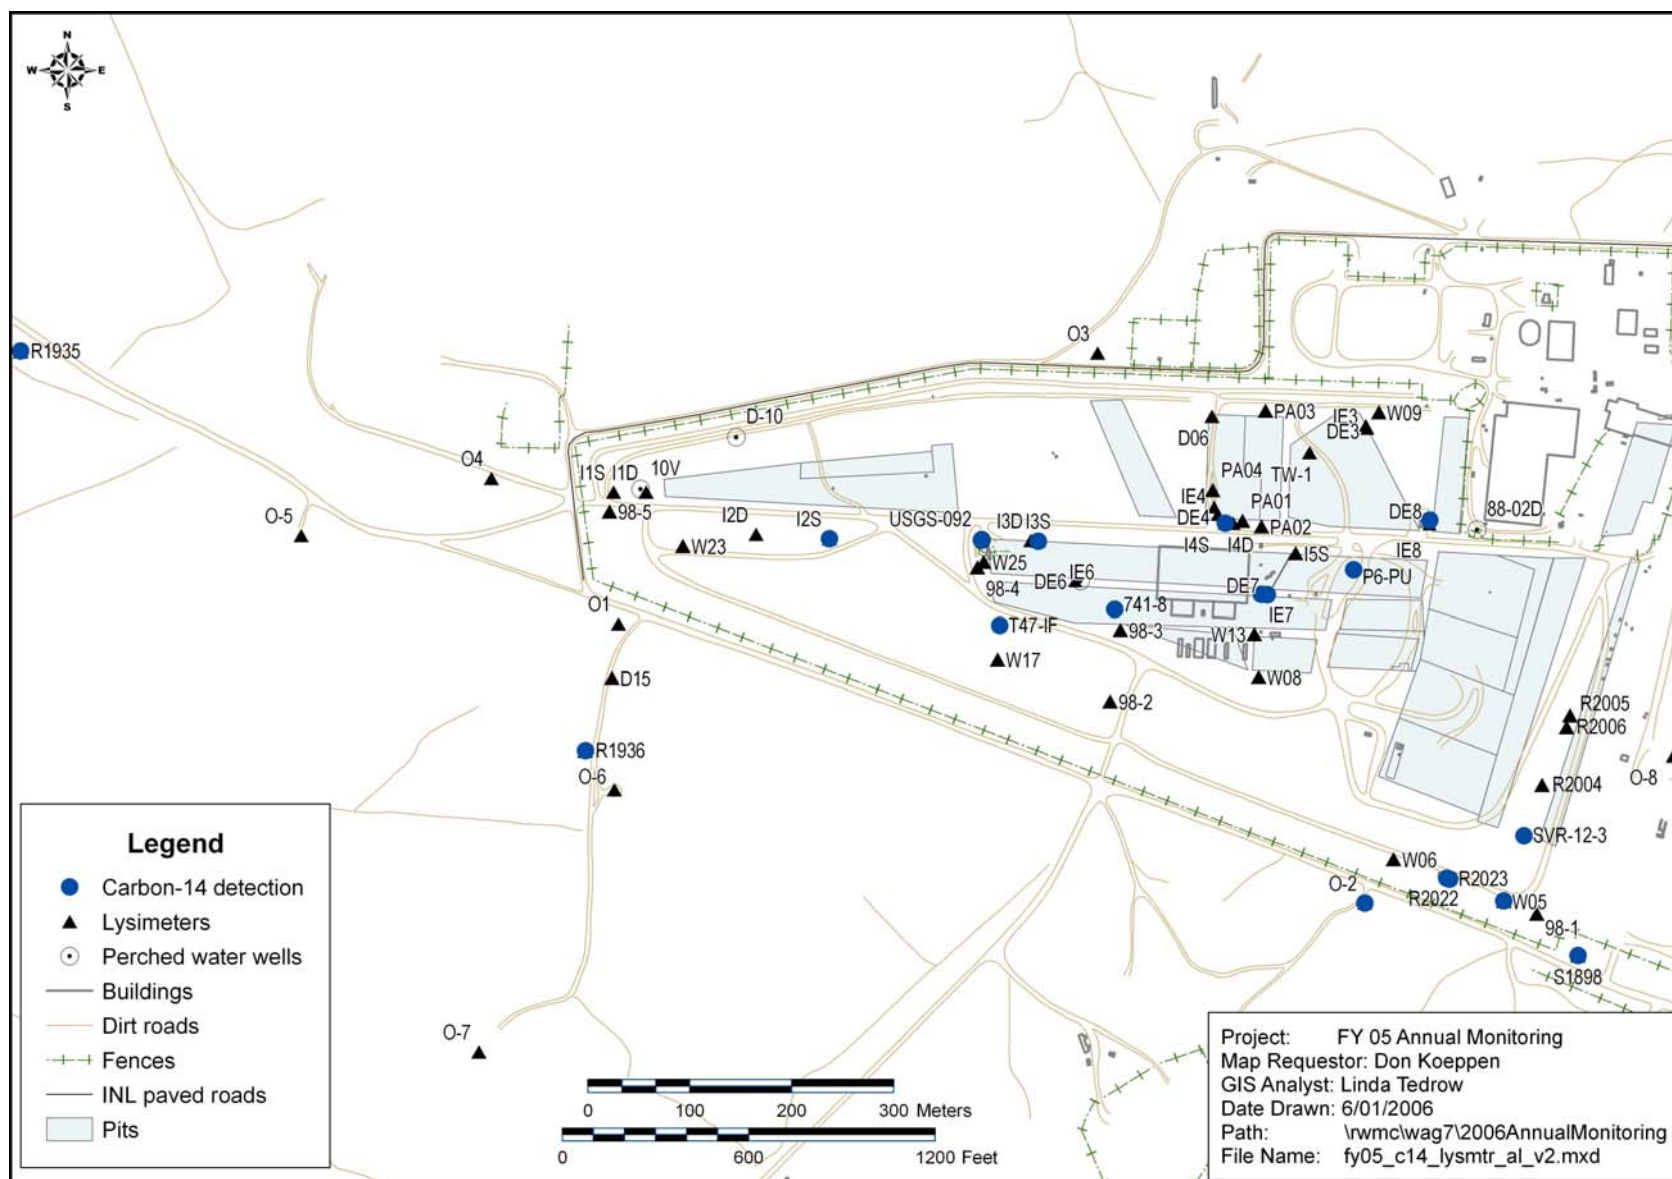 N
W E
S
R1935
O3
D-10
D06
PA03
IE3
DE3
W09
O4
I1S I1D 10V
98-5
PA04
TW-1
IE4
PA01
DE4
PA02
DE8
88-02D
O-5
I2D
I2S
USGS-092
I3D I3S
I4S
I4D
I5S
IE8
W23
W25
98-4
DE6
IE6
DE7
P6-PU
IE7
O1
741-8
T47-IF
98-3
W13
W17
W08
D15
98-2
R2005
R2006
R1936
O-6
O-8
R2004
SVR-12-3
W06
O-2
R2023
R2022
W05
98-1
S1898
O-7
Legend
Carbon-14 detection
Lysimeters
Perched water wells
Buildings
Dirt roads
Fences
INL paved roads
Pits
0 100 200 300 Meters
0 600 1200 Feet
Project: FY 05 Annual Monitoring
Map Requestor: Don Koeppen
GIS Analyst: Linda Tedrow
Date Drawn: 6/01/2006
Path: \rwmc\wag7\2006AnnualMonitoring
File Name: fy05_c14_lysmtr_al_v2.mxd